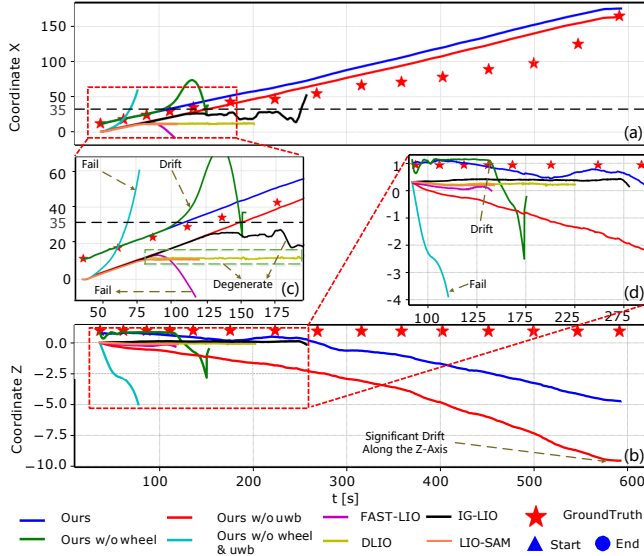 Coordinate X
150
100
50
35
0
(a)
60
40
35
20
0
Fail
Drift
Fail
Degenerate
(c)
50
75
100
125
150
175
1
0
-1
-2
-3
-4
Drift
Fail
(d)
100
125
150
175
225
275
Coordinate Z
0.0
−2.5
−5.0
−7.5
−10.0
Significant Drift
Along the Z-Axis
(b)
100
200
300
400
500
600
t [s]
Ours
Ours w/o uwb
FAST-LIO
IG-LIO
GroundTruth
Ours w/o wheel
Ours w/o wheel
& uwb
DLIO
LIO-SAM
Start
End